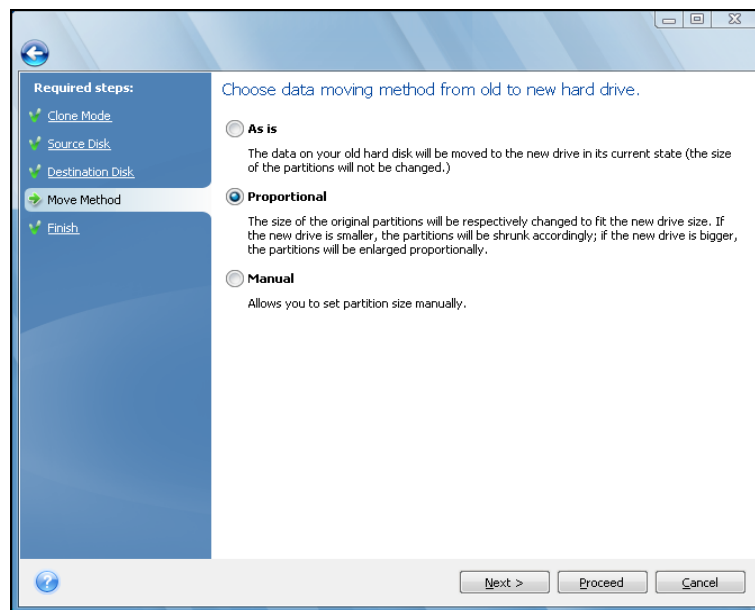 Required steps:
Clone Mode
Source Disk
Destination Disk
Move Method
Finish
Choose data moving method from old to new hard drive.
As is
The data on your old hard disk will be moved to the new drive in its current state (the size
of the partitions will not be changed.)
Proportional
The size of the original partitions will be respectively changed to fit the new drive size. If
the new drive is smaller, the partitions will be shrunk accordingly; if the new drive is bigger,
the partitions will be enlarged proportionally.
Manual
Allows you to set partition size manually.
Next >
Proceed
Cancel